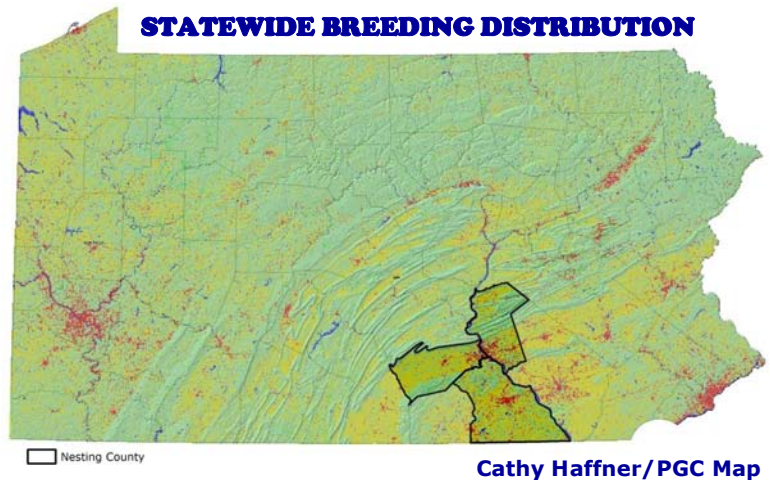 STATEWIDE BREEDING DISTRIBUTION
Nesting County
Cathy Haffner/PGC Map